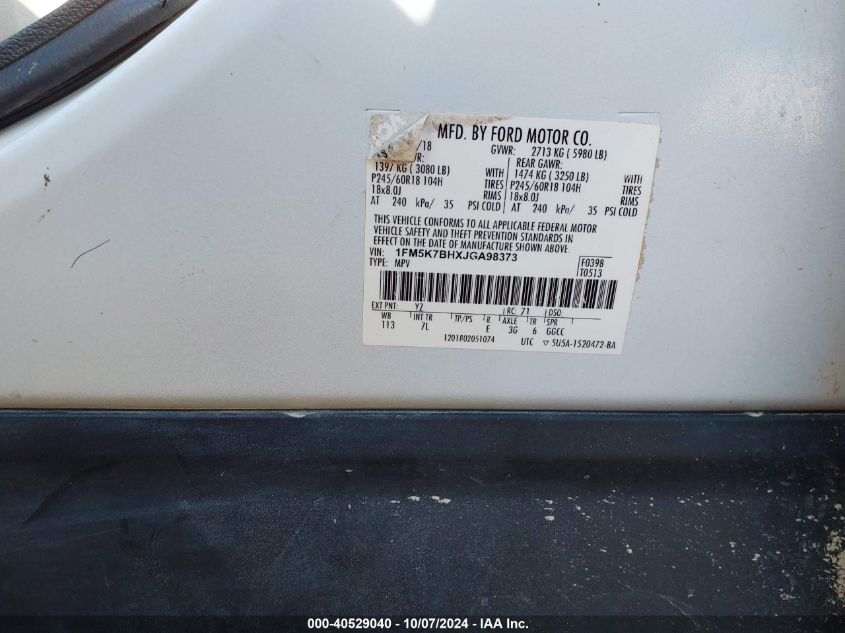 MFD. BY FORD MOTOR CO.
/18 GVWR: 2713 KG ( 5980 LB)
WR: REAR GAWR:
1397 KG ( 3080 LB) WITH 1474 KG ( 3250 LB) WITH
P245/60R18 104H TIRES P245/60R18 104H TIRES
18x8.0J RIMS 18x8.0J RIMS
AT 240 kPa/ 35 PSI COLD AT 240 kPa/ 35 PSI COLD
THIS VEHICLE CONFORMS TO ALL APPLICABLE FEDERAL MOTOR
VEHICLE SAFETY AND THEFT PREVENTION STANDARDS IN
EFFECT ON THE DATE OF MANUFACTURE SHOWN ABOVE.
VIN: 1FM5K7BHXJGA98373 F0398
TYPE: MPV T0513
EXT PNT: YZ RC: 71 DSO:
WB INT TR TP/PS R AXLE TR SPR
113 7L E 3G 6 GGCC
1201802051074 UTC ▽ 5U5A-1520472-BA
000-40529040 - 10/07/2024 - IAA Inc.